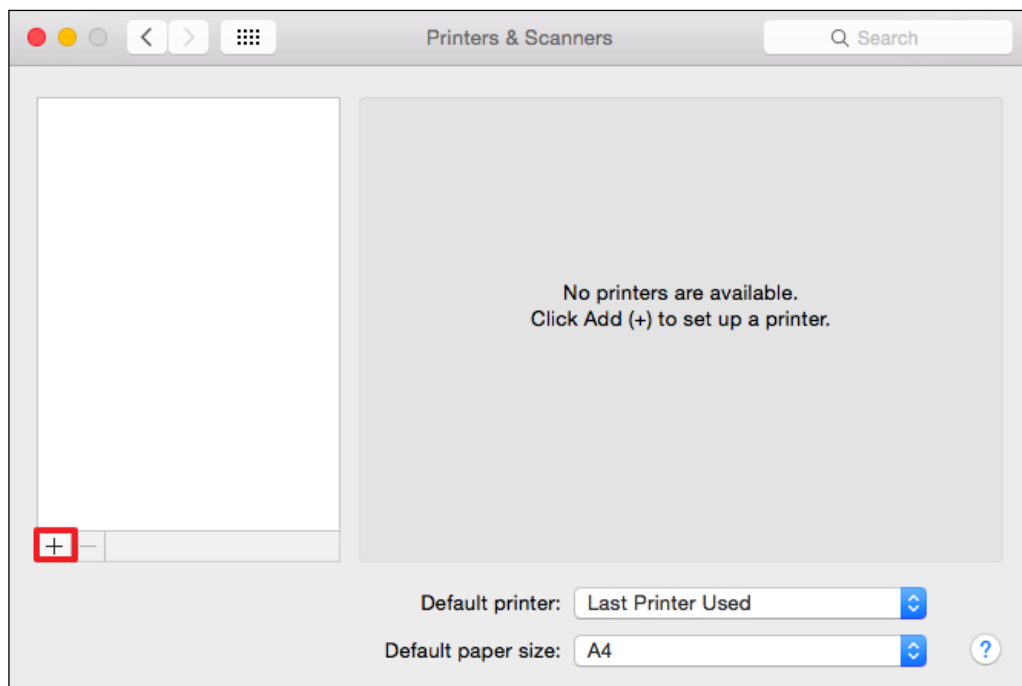 Printers & Scanners
Search
No printers are available.
Click Add (+) to set up a printer.
+
–
Default printer: Last Printer Used
Default paper size: A4
?